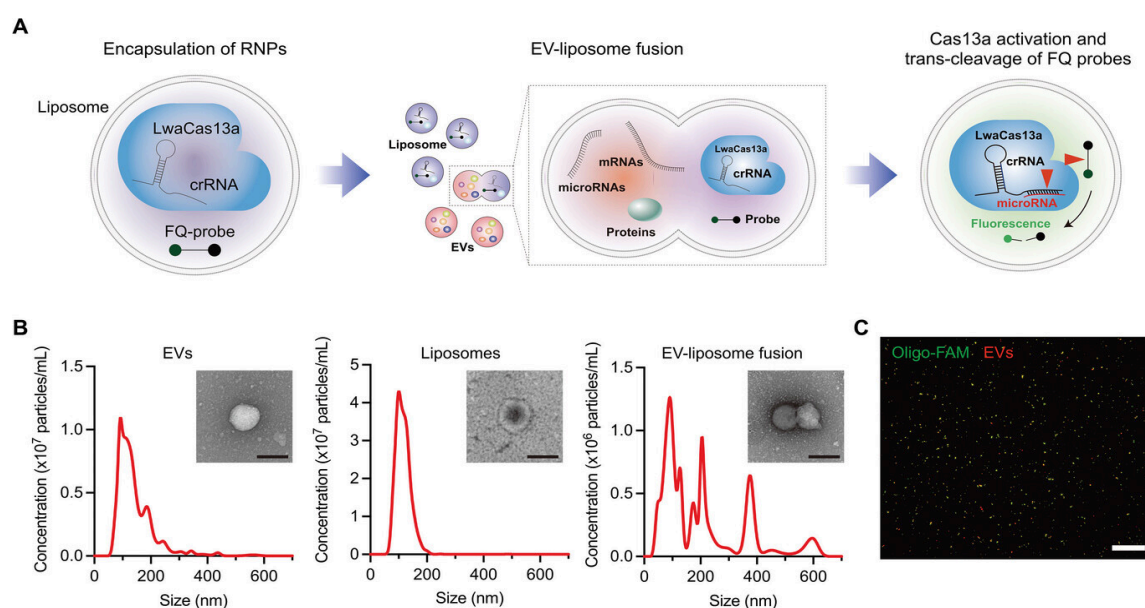 A
Encapsulation of RNPs
Liposome
LwaCas13a
crRNA
FQ-probe
EV-liposome fusion
Liposome
EVs
mRNAs
microRNAs
Proteins
LwaCas13a
crRNA
Probe
Cas13a activation and
trans-cleavage of FQ probes
LwaCas13a
crRNA
microRNA
Fluorescence
B
EVs
Concentration (x10⁷ particles/mL)
1.5
1.0
0.5
0.0
0 200 400 600
Size (nm)
Liposomes
Concentration (x10⁷ particles/mL)
5
4
3
2
1
0
0 200 400 600
Size (nm)
EV-liposome fusion
Concentration (x10⁶ particles/mL)
1.5
1.0
0.5
0.0
0 200 400 600
Size (nm)
C
Oligo-FAM EVs